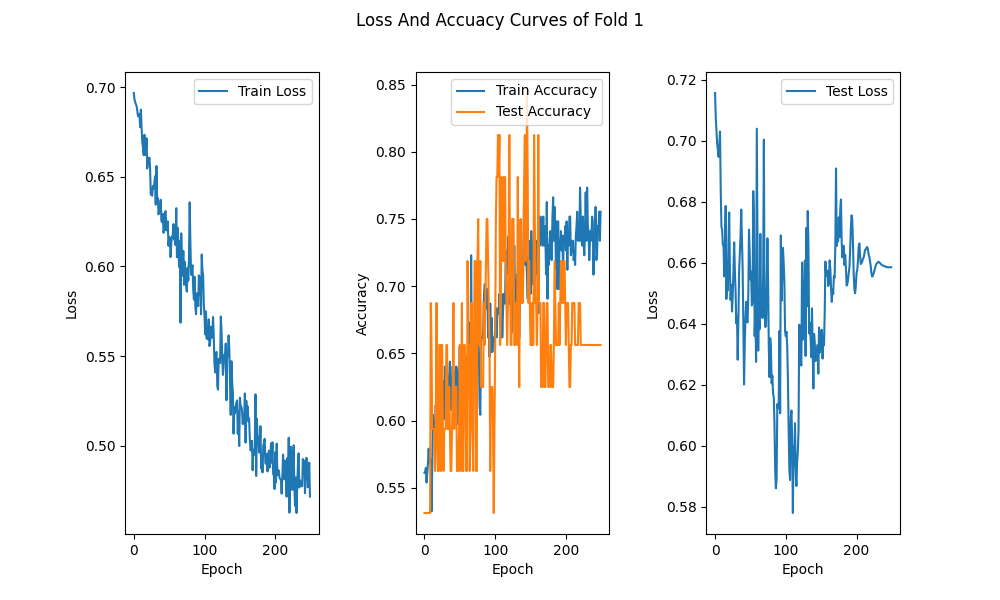 Loss And Accuacy Curves of Fold 1
Train Loss
0.70
0.65
0.60
0.55
0.50
Loss
0
100
200
Epoch
Train Accuracy
Test Accuracy
0.85
0.80
0.75
0.70
0.65
0.60
0.55
Accuracy
0
100
200
Epoch
Test Loss
0.72
0.70
0.68
0.66
0.64
0.62
0.60
0.58
Loss
0
100
200
Epoch